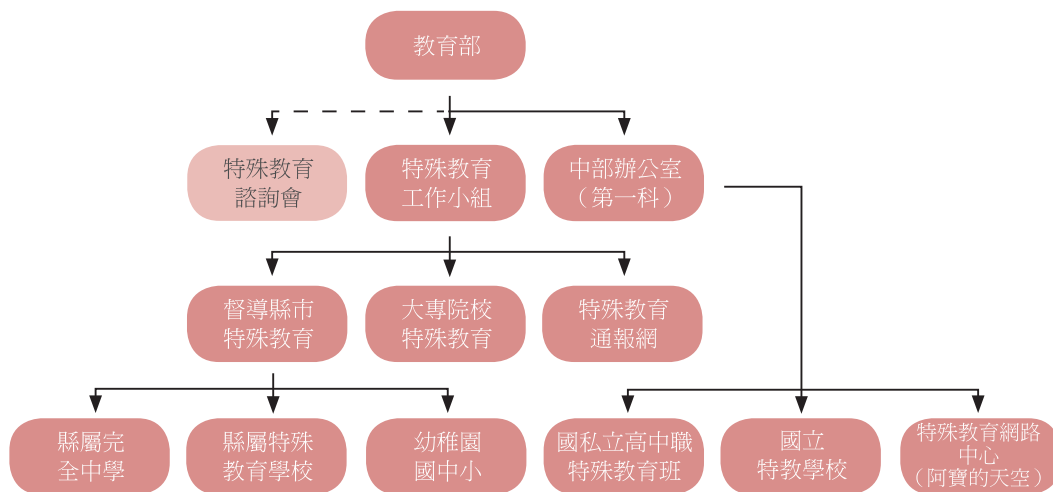 教育部
特殊教育
諮詢會
特殊教育
工作小組
中部辦公室
（第一科）
督導縣市
特殊教育
大專院校
特殊教育
特殊教育
通報網
縣屬完
全中學
縣屬特殊
教育學校
幼稚園
國中小
國私立高中職
特殊教育班
國立
特教學校
特殊教育網路
中心
（阿寶的天空）